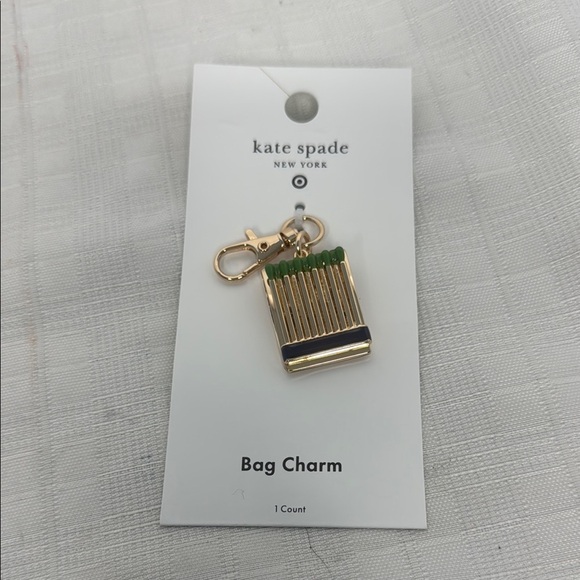 kate spade
NEW YORK
Bag Charm
1 Count